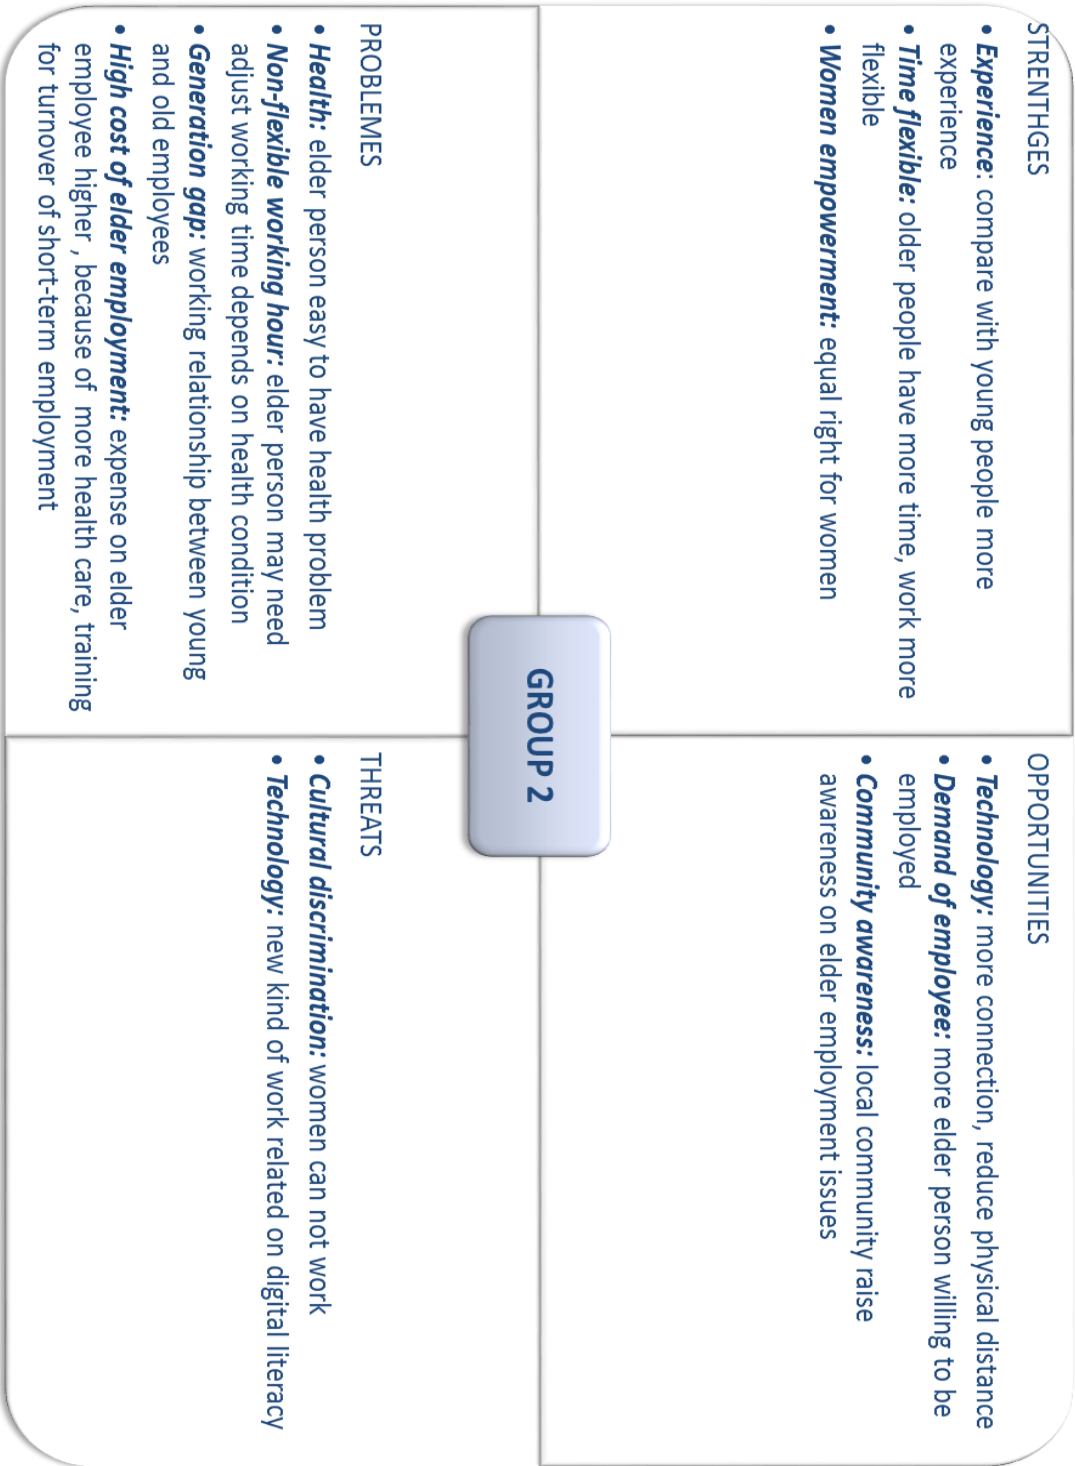 STRENTHGES
• Experience: compare with young people more
experience
• Time flexible: older people have more time, work more
flexible
• Women empowerment: equal right for women
OPPORTUNITIES
• Technology: more connection, reduce physical distance
• Demand of employee: more elder person willing to be
employed
• Community awareness: local community raise
awareness on elder employment issues
GROUP 2
PROBLEMES
• Health: elder person easy to have health problem
• Non-flexible working hour: elder person may need
adjust working time depends on health condition
• Generation gap: working relationship between young
and old employees
• High cost of elder employment: expense on elder
employee higher , because of more health care, training
for turnover of short-term employment
THREATS
• Cultural discrimination: women can not work
• Technology: new kind of work related on digital literacy